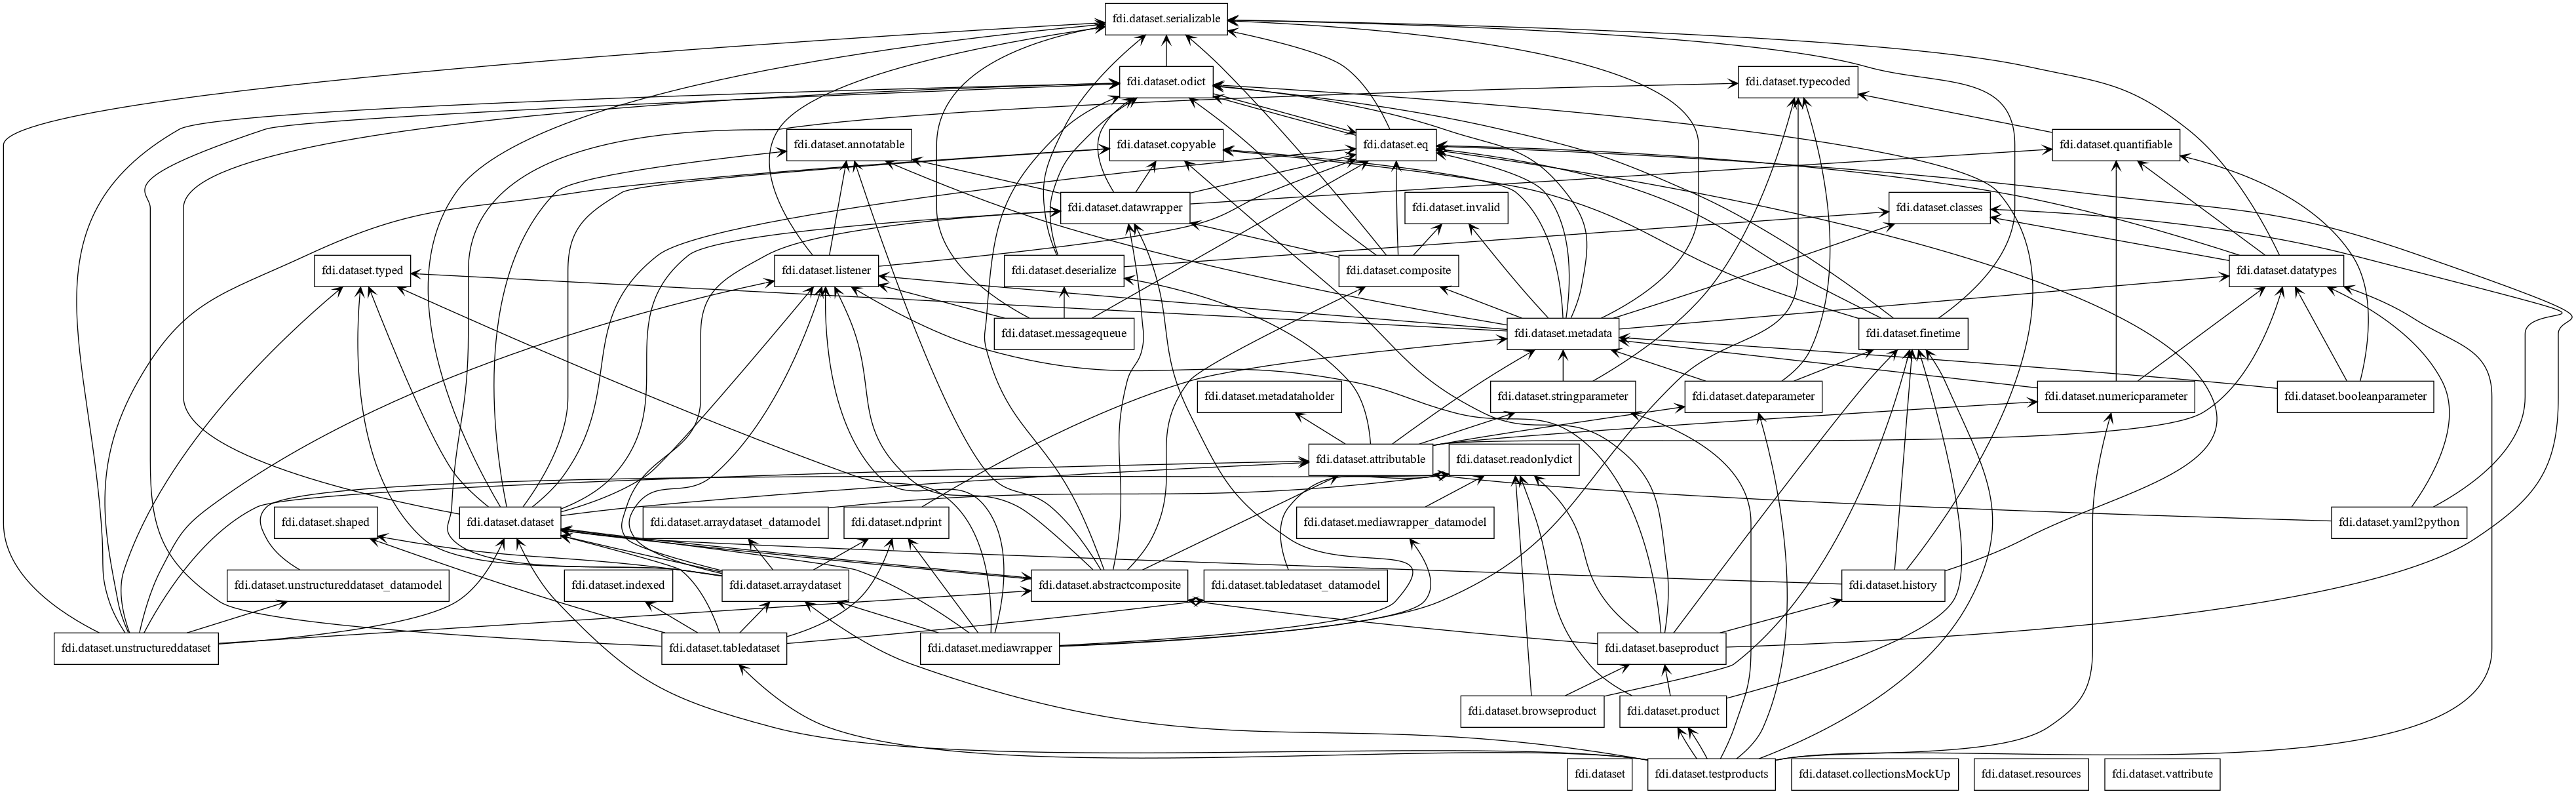 fdi.dataset.serializable
fdi.dataset.odict
fdi.dataset.typecoded
fdi.dataset.annotatable
fdi.dataset.copyable
fdi.dataset.eq
fdi.dataset.quantifiable
fdi.dataset.datawrapper
fdi.dataset.invalid
fdi.dataset.classes
fdi.dataset.typed
fdi.dataset.listener
fdi.dataset.deserialize
fdi.dataset.composite
fdi.dataset.datatypes
fdi.dataset.messagequeue
fdi.dataset.metadata
fdi.dataset.finetime
fdi.dataset.metadataholder
fdi.dataset.stringparameter
fdi.dataset.dateparameter
fdi.dataset.numericparameter
fdi.dataset.booleanparameter
fdi.dataset.attributable
fdi.dataset.readonlydict
fdi.dataset.shaped
fdi.dataset.dataset
fdi.dataset.arraydataset_datamodel
fdi.dataset.ndprint
fdi.dataset.mediawrapper_datamodel
fdi.dataset.yaml2python
fdi.dataset.unstructureddataset_datamodel
fdi.dataset.indexed
fdi.dataset.arraydataset
fdi.dataset.abstractcomposite
fdi.dataset.tabledataset_datamodel
fdi.dataset.history
fdi.dataset.unstructureddataset
fdi.dataset.tabledataset
fdi.dataset.mediawrapper
fdi.dataset.baseproduct
fdi.dataset.browseproduct
fdi.dataset.product
fdi.dataset
fdi.dataset.testproducts
fdi.dataset.collectionsMockUp
fdi.dataset.resources
fdi.dataset.vattribute